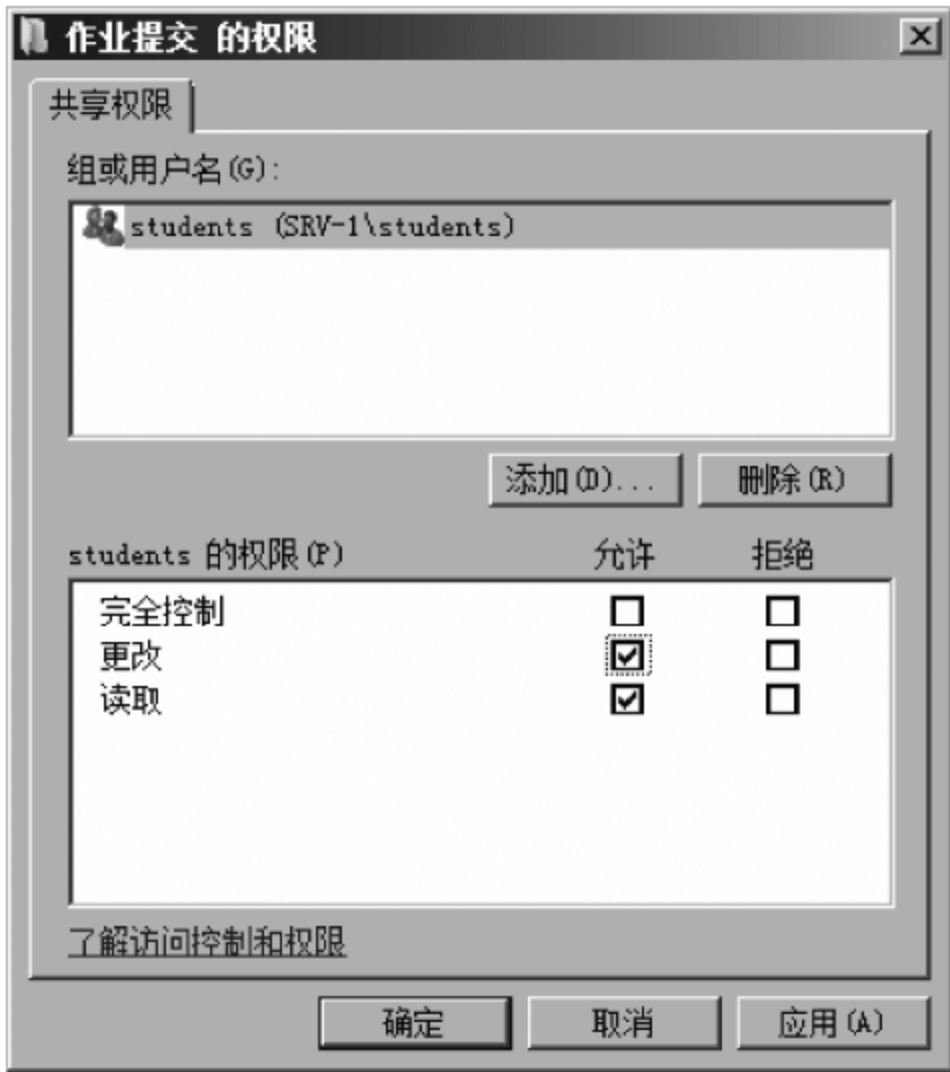 作业提交 的权限
共享权限
组或用户名(G):
students (SRV-1\students)
添加(D)... 删除(R)
students 的权限(P) 允许 拒绝
完全控制
更改
读取
了解访问控制和权限
确定 取消 应用(A)